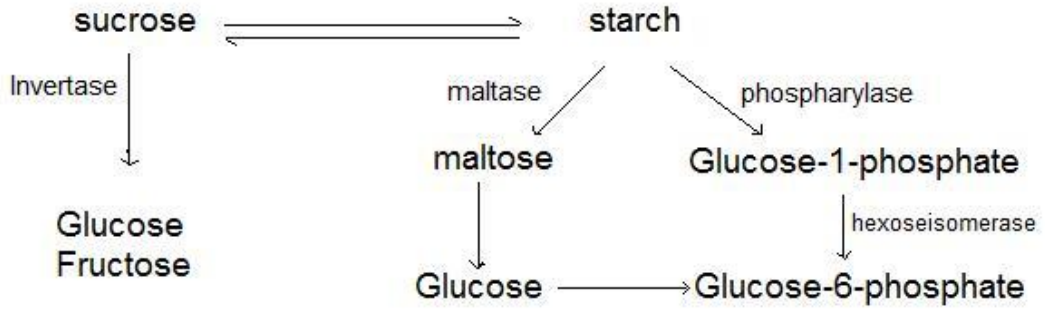 sucrose
starch
Invertase
maltase
phospharylase
maltose
Glucose-1-phosphate
Glucose
Fructose
hexoseisomerase
Glucose
Glucose-6-phosphate